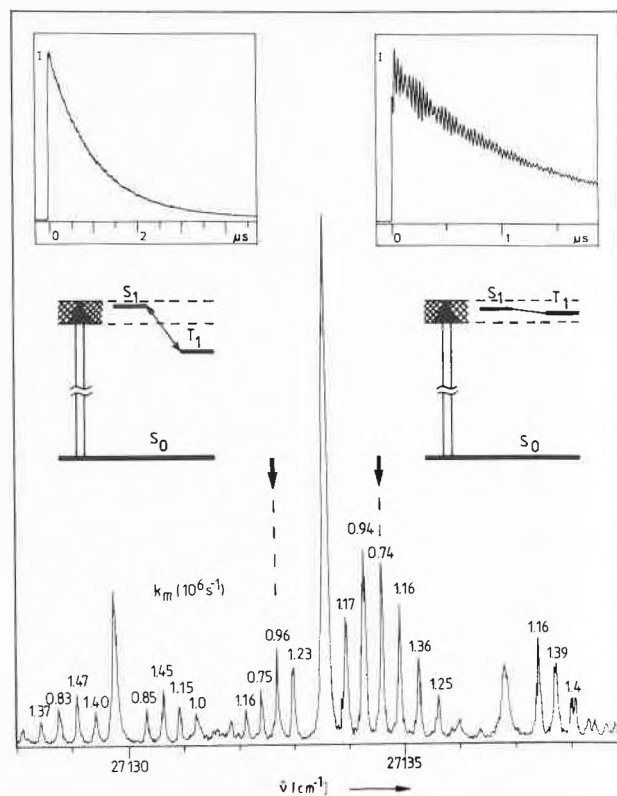 I
0 2 μs
I
0 1 μs
S1
T1
S0
S1
T1
S0
km (10⁶s⁻¹)
1.37 0.83 1.47 1.40 0.85 1.45 1.15 1.0 1.16 0.75 0.96 1.23 1.17 0.94 0.74 1.16 1.36 1.25 1.16 1.39 1.4
27130 27135
ν̃ [cm⁻¹]